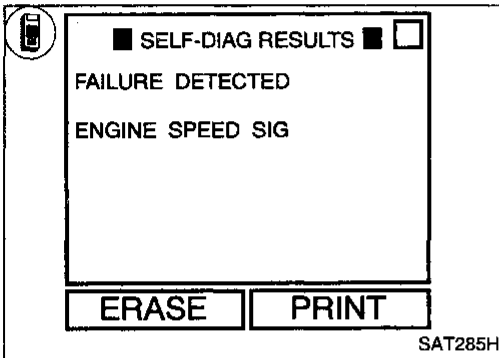 SELF-DIAG RESULTS
FAILURE DETECTED
ENGINE SPEED SIG
ERASE PRINT
SAT285H